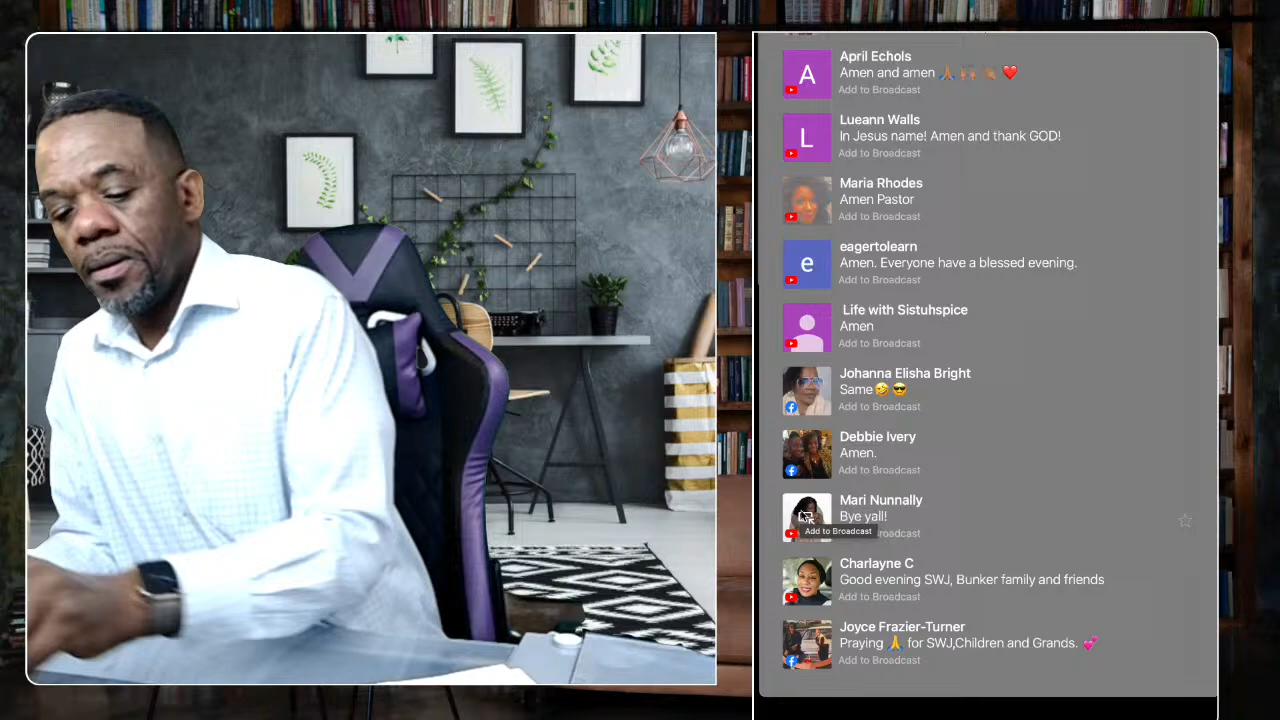 April Echols
A
Amen and amen 🙏 🙌 👏 ❤️
Add to Broadcast
Lueann Walls
L
In Jesus name! Amen and thank GOD!
Add to Broadcast
Maria Rhodes
Amen Pastor
Add to Broadcast
eagertolearn
e
Amen. Everyone have a blessed evening.
Add to Broadcast
Life with Sistuhspice
Amen
Add to Broadcast
Johanna Elisha Bright
Same 🤣 😎
Add to Broadcast
Debbie Ivery
Amen.
Add to Broadcast
Mari Nunnally
Bye yall!
Add to Broadcast
roadcast
Charlayne C
Good evening SWJ, Bunker family and friends
Add to Broadcast
Joyce Frazier-Turner
Praying 🙏 for SWJ,Children and Grands. 💕
Add to Broadcast